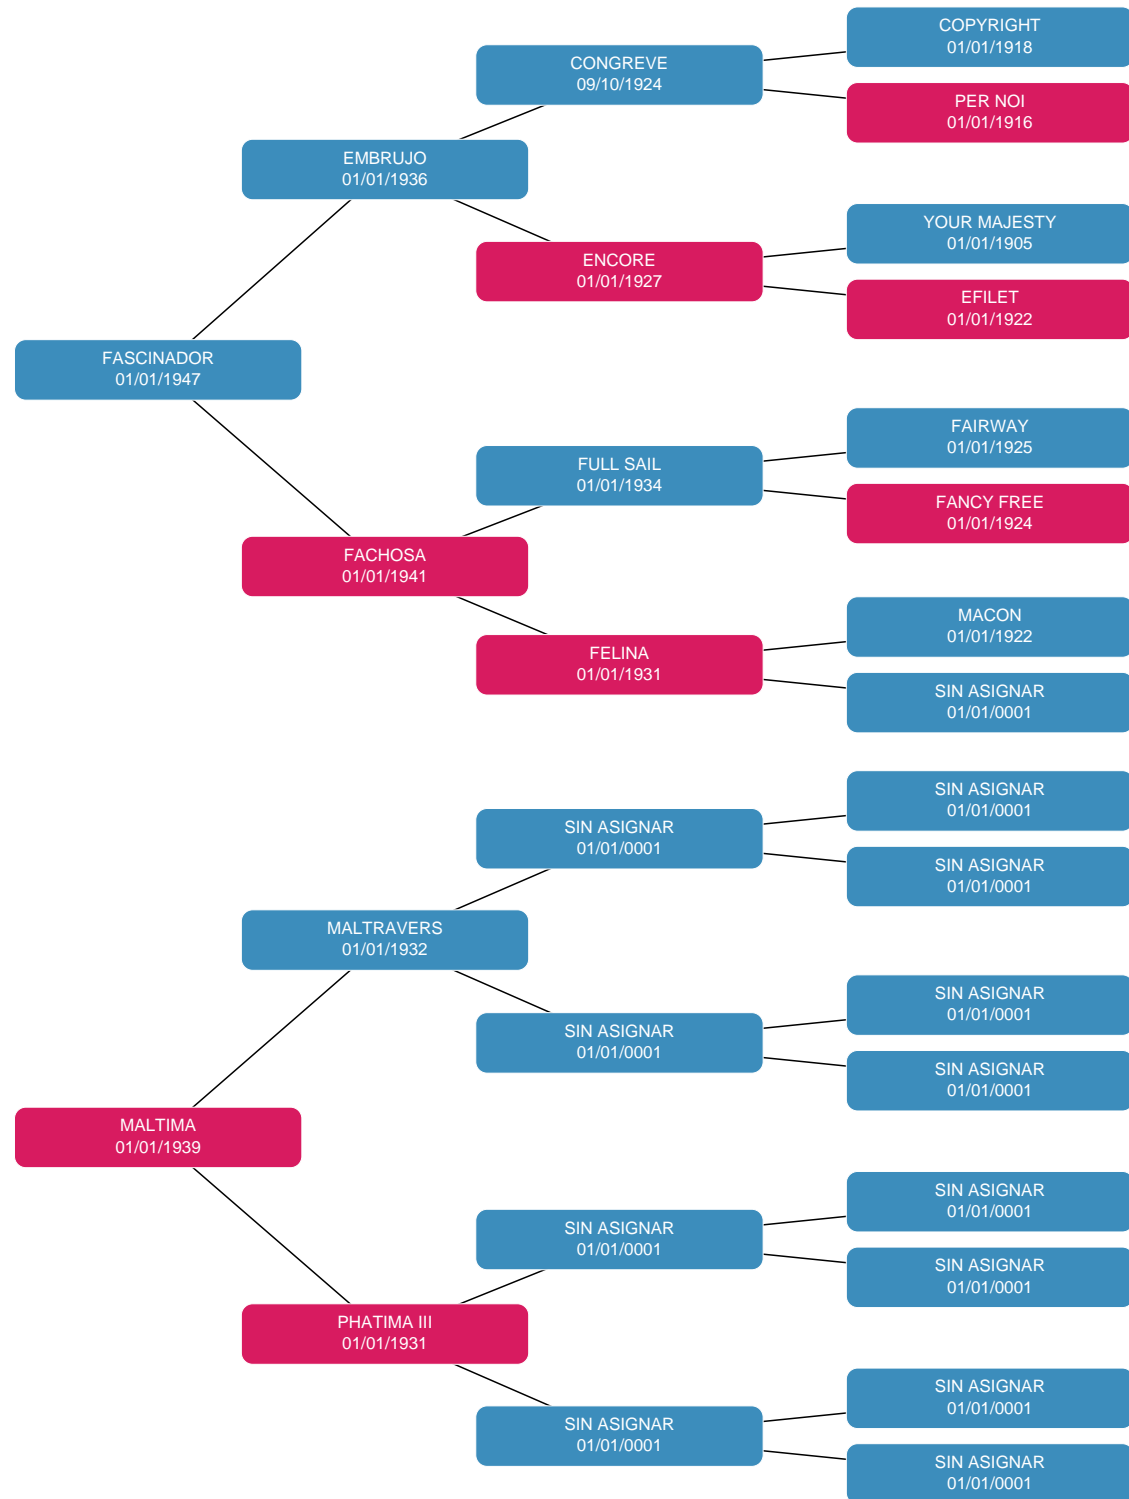 COPYRIGHT
01/01/1918
CONGREVE
09/10/1924
PER NOI
01/01/1916
EMBRUJO
01/01/1936
YOUR MAJESTY
01/01/1905
ENCORE
01/01/1927
EFILET
01/01/1922
FASCINADOR
01/01/1947
FAIRWAY
01/01/1925
FULL SAIL
01/01/1934
FANCY FREE
01/01/1924
FACHOSA
01/01/1941
MACON
01/01/1922
FELINA
01/01/1931
SIN ASIGNAR
01/01/0001
SIN ASIGNAR
01/01/0001
SIN ASIGNAR
01/01/0001
SIN ASIGNAR
01/01/0001
MALTRAVERS
01/01/1932
SIN ASIGNAR
01/01/0001
SIN ASIGNAR
01/01/0001
SIN ASIGNAR
01/01/0001
MALTIMA
01/01/1939
SIN ASIGNAR
01/01/0001
SIN ASIGNAR
01/01/0001
SIN ASIGNAR
01/01/0001
PHATIMA III
01/01/1931
SIN ASIGNAR
01/01/0001
SIN ASIGNAR
01/01/0001
SIN ASIGNAR
01/01/0001